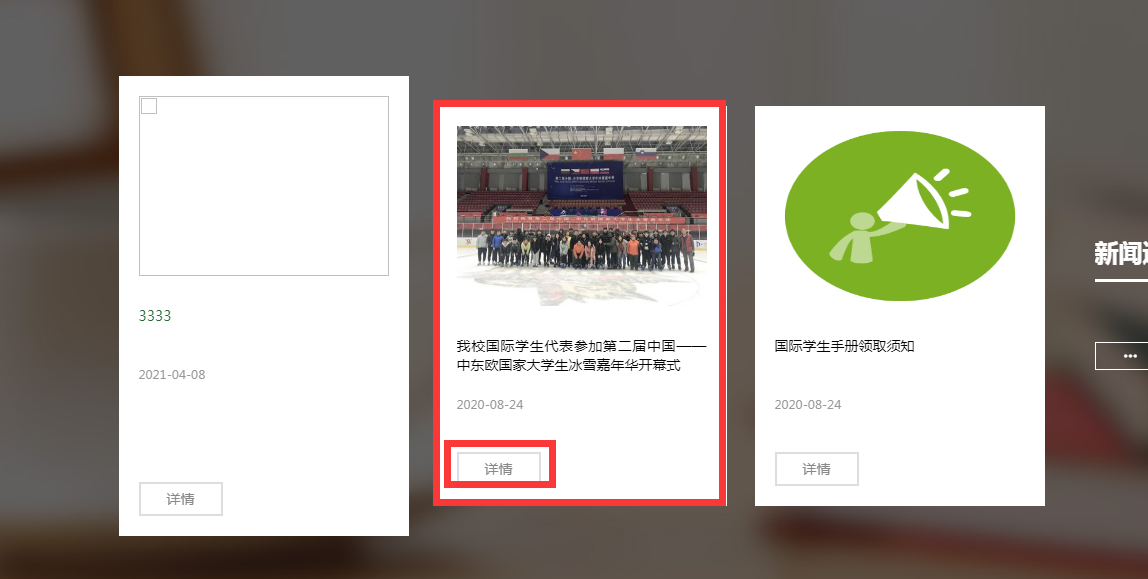 3333
2021-04-08
详情
我校国际学生代表参加第二届中国——
中东欧国家大学生冰雪嘉年华开幕式
2020-08-24
详情
国际学生手册领取须知
2020-08-24
详情
新闻
•••